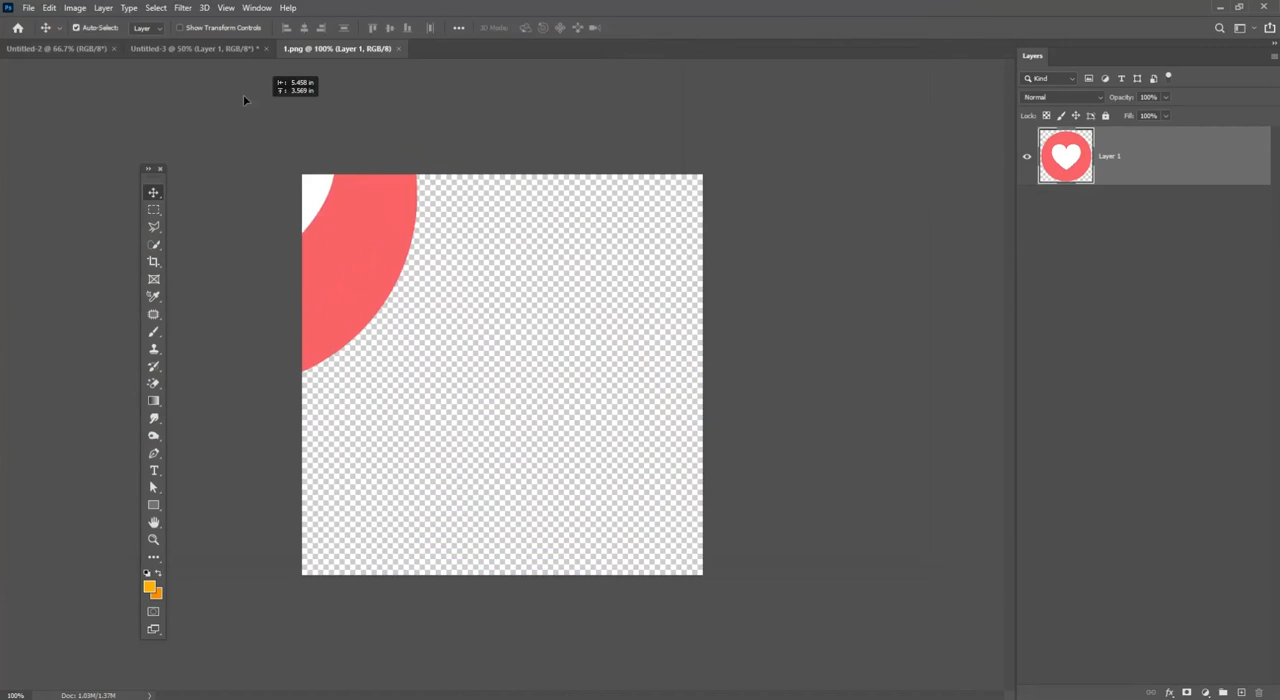 Ps File Edit Image Layer Type Select Filter 3D View Window Help
Auto-Select: Layer Show Transform Controls 3D Mode:
Untitled-2 @ 66.7% (RGB/8*) × Untitled-3 @ 50% (Layer 1, RGB/8*) * × 1.png @ 100% (Layer 1, RGB/8) ×
Layers
Kind
5.458 in
3.569 in
Normal Opacity: 100%
Lock: Fill: 100%
Layer 1
100% Doc: 1.03M/1.37M